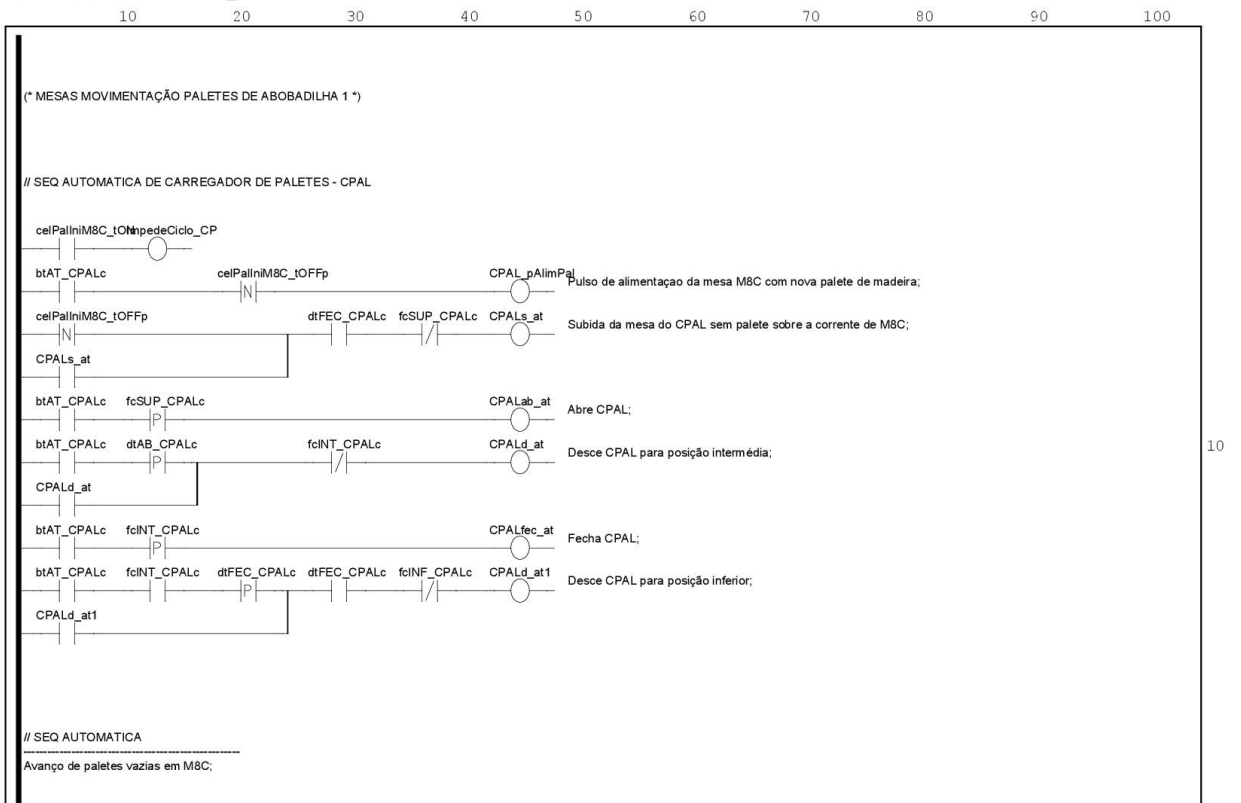 10 20 30 40 50 60 70 80 90 100
(* MESAS MOVIMENTAÇÃO PALETES DE ABOBADILHA 1 *)
// SEQ AUTOMATICA DE CARREGADOR DE PALETES - CPAL
celPalIniM8C_tON ImpedeCiclo_CP
btAT_CPALc celPalIniM8C_tOFFp CPAL_pAlimPal Pulso de alimentaçao da mesa M8C com nova palete de madeira;
N
celPalIniM8C_tOFFp dtFEC_CPALc fcSUP_CPALc CPALs_at Subida da mesa do CPAL sem palete sobre a corrente de M8C;
N
CPALs_at
btAT_CPALc fcSUP_CPALc CPALab_at Abre CPAL;
P
btAT_CPALc dtAB_CPALc fcINT_CPALc CPALd_at Desce CPAL para posição intermédia;
10
P
CPALd_at
btAT_CPALc fcINT_CPALc CPALfec_at Fecha CPAL;
P
btAT_CPALc fcINT_CPALc dtFEC_CPALc dtFEC_CPALc fcINF_CPALc CPALd_at1 Desce CPAL para posição inferior;
P
CPALd_at1
// SEQ AUTOMATICA
------------------------------------------------------
Avanço de paletes vazias em M8C;